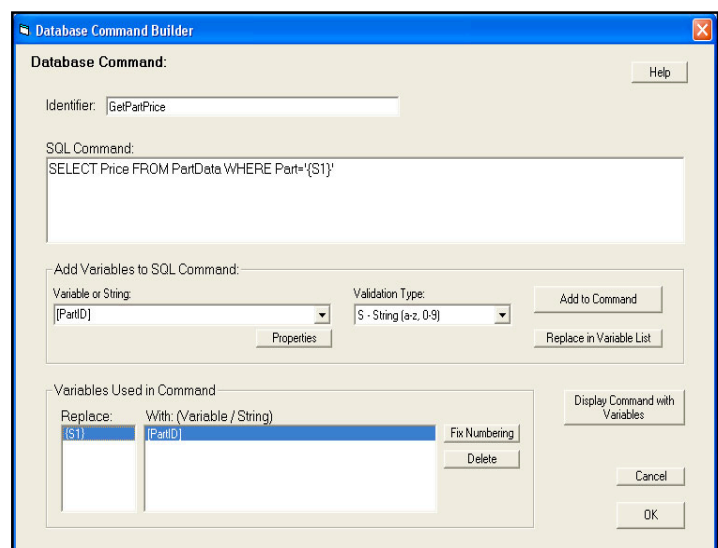 Database Command Builder
Database Command:
Help
Identifier: GetPartPrice
SQL Command:
SELECT Price FROM PartData WHERE Part='{S1}'
Add Variables to SQL Command:
Variable or String: Validation Type:
[PartID] S - String (a-z, 0-9) Add to Command
Properties Replace in Variable List
Variables Used in Command
Replace: With: (Variable / String)
{S1} [PartID]
Fix Numbering
Delete
Display Command with
Variables
Cancel
OK